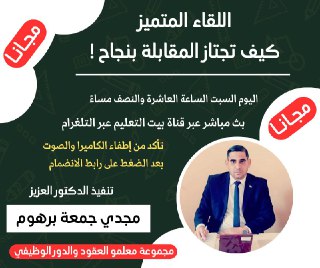 اللقاء المتميز
كيف تجتاز المقابلة بنجاح !
مجانا
اليوم السبت الساعة العاشرة والنصف مساءً
بث مباشر عبر قناة بيت التعليم عبر التلغرام
تأكد من إطفاء الكاميرا والصوت
بعد الضغط على رابط الانضمام
مجانا
تنفيذ الدكتور العزيز
مجدي جمعة برهوم
مجموعة معلمو العقود والدور الوظيفي